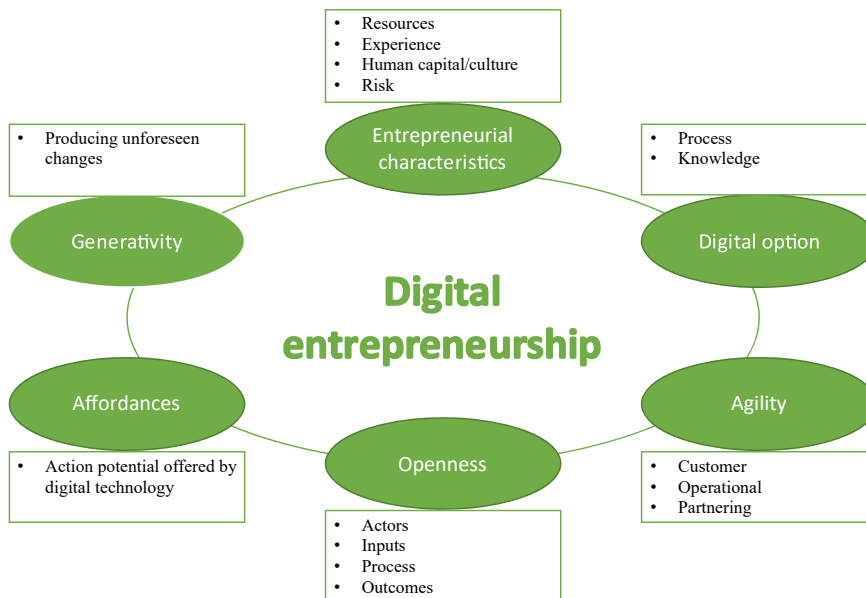 • Resources
• Experience
• Human capital/culture
• Risk
Entrepreneurial
characteristics
• Producing unforeseen
changes
Generativity
• Process
• Knowledge
Digital option
Digital
entrepreneurship
Affordances
• Action potential offered by
digital technology
Openness
• Actors
• Inputs
• Process
• Outcomes
Agility
• Customer
• Operational
• Partnering